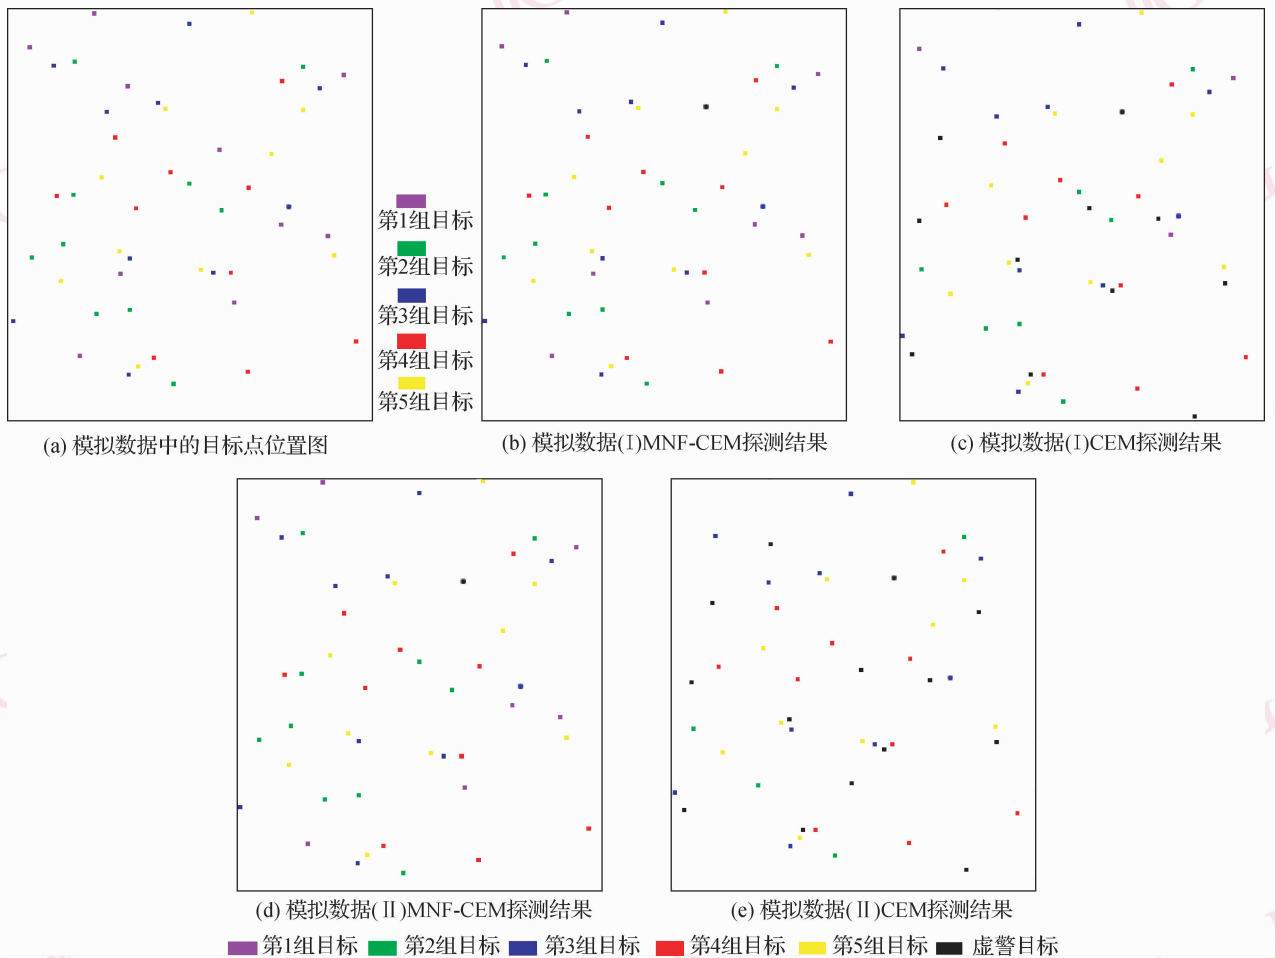 第1组目标
第2组目标
第3组目标
第4组目标
第5组目标
(a) 模拟数据中的目标点位置图
(b) 模拟数据(Ⅰ)MNF-CEM探测结果
(c) 模拟数据(Ⅰ)CEM探测结果
(d) 模拟数据(Ⅱ)MNF-CEM探测结果
(e) 模拟数据(Ⅱ)CEM探测结果
第1组目标 第2组目标 第3组目标 第4组目标 第5组目标 虚警目标